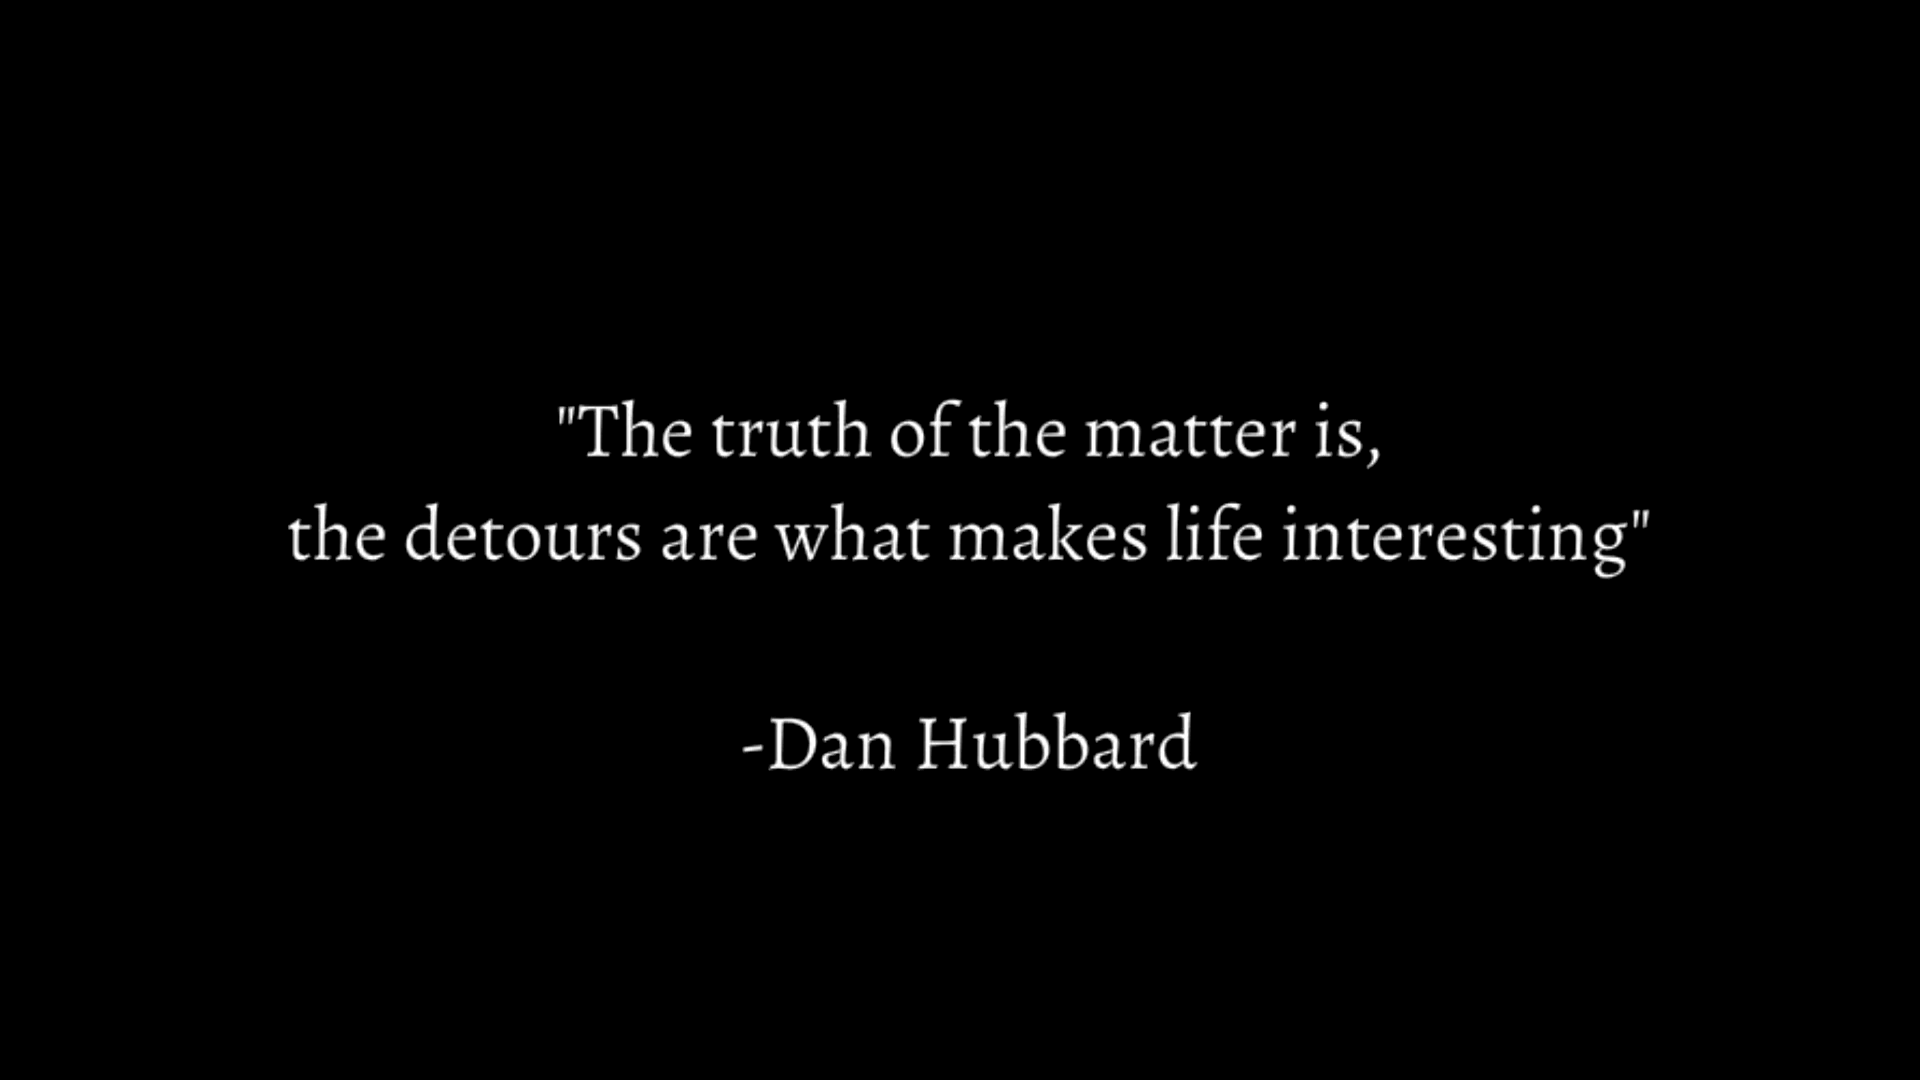 "The truth of the matter is,
the detours are what makes life interesting"
-Dan Hubbard